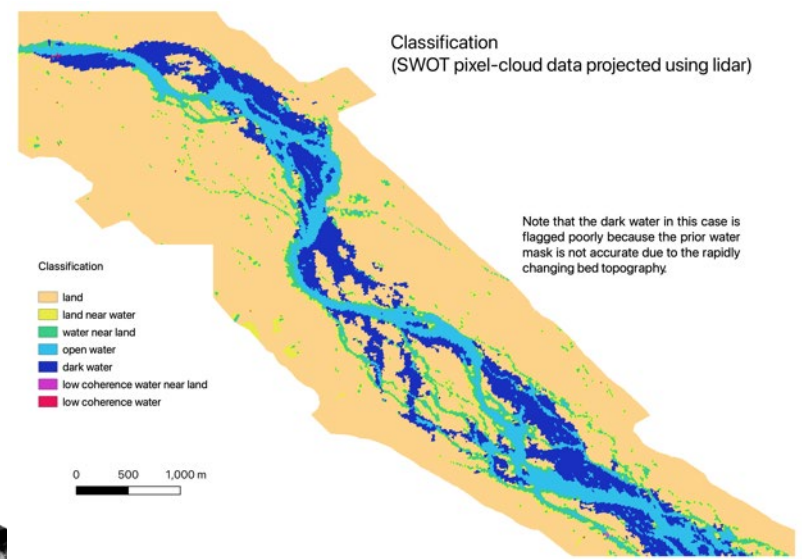 Classification
(SWOT pixel-cloud data projected using lidar)
Note that the dark water in this case is
flagged poorly because the prior water
mask is not accurate due to the rapidly
changing bed topography.
Classification
land
land near water
water near land
open water
dark water
low coherence water near land
low coherence water
0 500 1,000 m